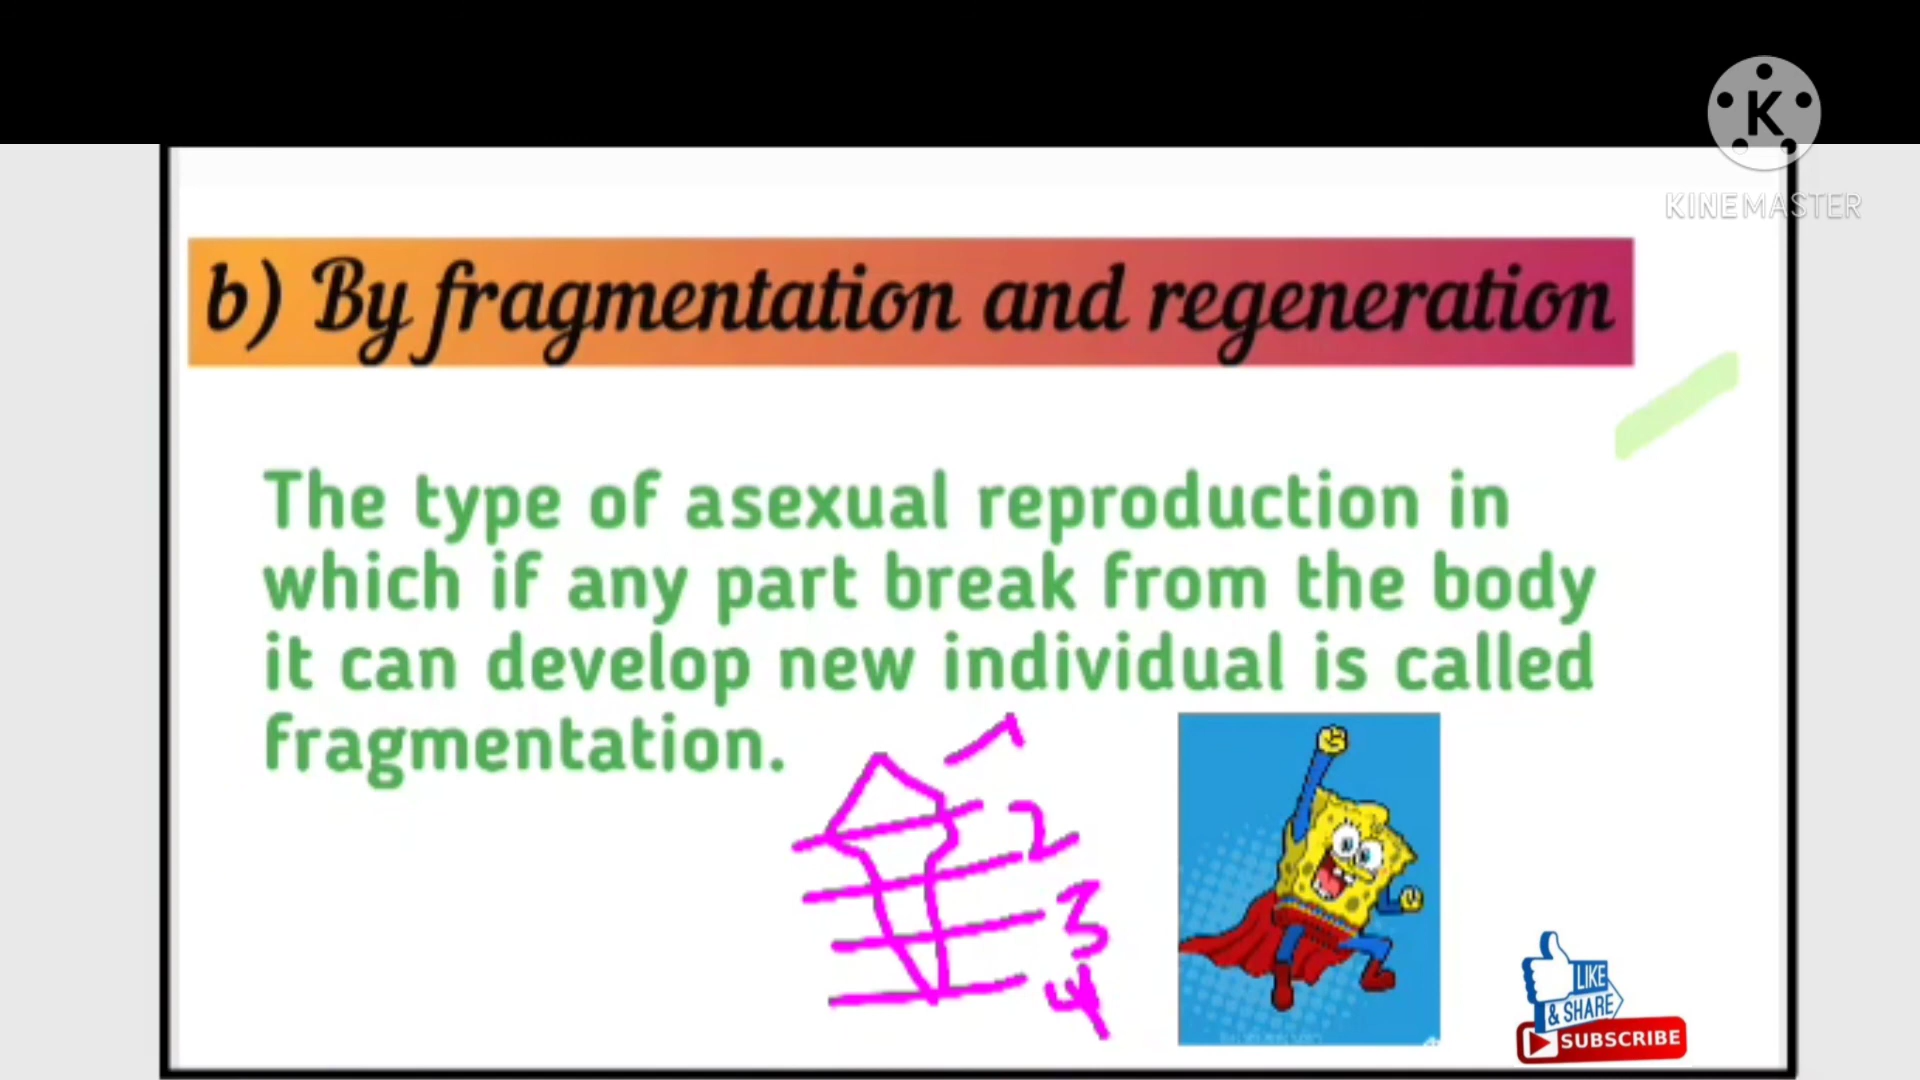 K
KINEMASTER
b) By fragmentation and regeneration
The type of asexual reproduction in
which if any part break from the body
it can develop new individual is called
fragmentation.
1
2
3
4
LIKE
& SHARE
SUBSCRIBE